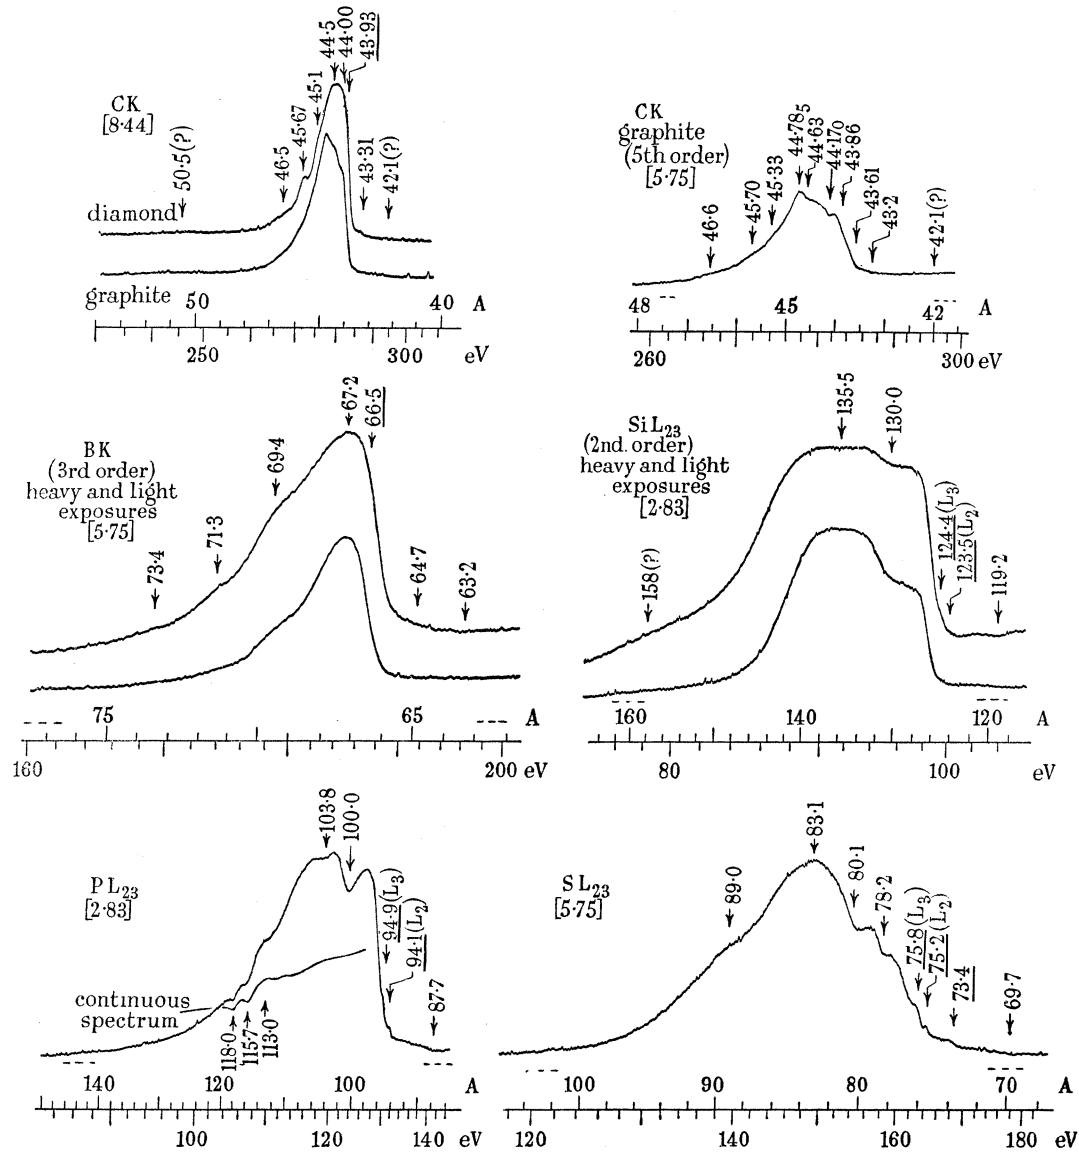 CK
[8·44]
50·5(?)
46·5
45·67
45·1
44·5
44·00
43·93
43·31
42·1(?)
diamond
graphite
50
40
A
250
300
eV
CK
graphite
(5th order)
[5·75]
46·6
45·70
45·33
44·785
44·63
44·170
43·86
43·61
43·2
42·1(?)
48
45
42
A
260
300 eV
BK
(3rd order)
heavy and light
exposures
[5·75]
73·4
71·3
69·4
67·2
66·5
64·7
63·2
75
65
A
160
200 eV
SiL23
(2nd. order)
heavy and light
exposures
[2·83]
158(?)
135·5
130·0
124·4(L3)
123·5(L2)
119·2
160
140
120
A
80
100
eV
PL23
[2·83]
103·8
100·0
94·9(L3)
94·1(L2)
87·7
continuous
spectrum
118·0
115·7
113·0
140
120
100
A
100
120
140
eV
SL23
[5·75]
89·0
83·1
80·1
78·2
75·8(L3)
75·2(L2)
73·4
69·7
100
90
80
70
A
120
140
160
180
eV